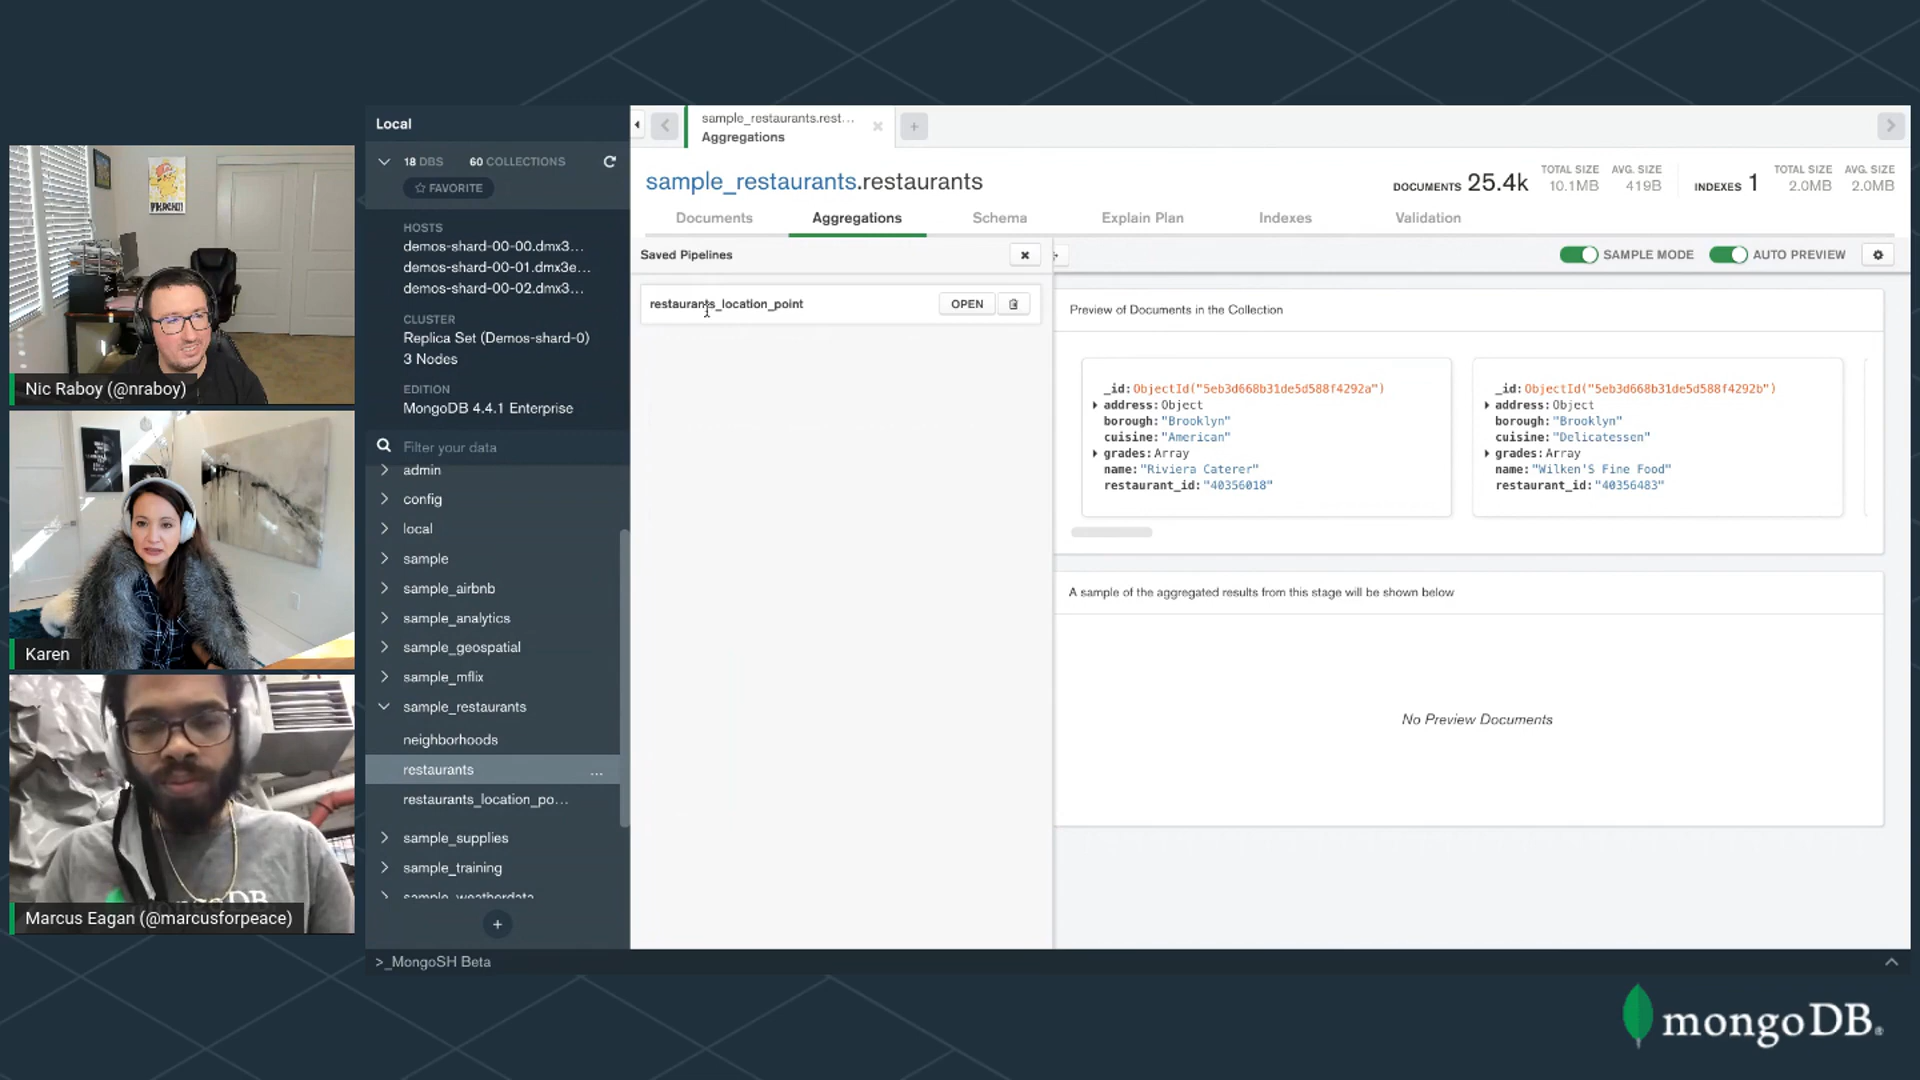 PIKACHU!
Nic Raboy (@nraboy)
Karen
mongoDB
Marcus Eagan (@marcusforpeace)
Local
18 DBS 60 COLLECTIONS
FAVORITE
HOSTS
demos-shard-00-00.dmx3...
demos-shard-00-01.dmx3e...
demos-shard-00-02.dmx3...
CLUSTER
Replica Set (Demos-shard-0)
3 Nodes
EDITION
MongoDB 4.4.1 Enterprise
Filter your data
admin
config
local
sample
sample_airbnb
sample_analytics
sample_geospatial
sample_mflix
sample_restaurants
neighborhoods
restaurants ...
restaurants_location_po...
sample_supplies
sample_training
sample_weatherdata
+
>_MongoSH Beta
sample_restaurants.rest...
Aggregations
sample_restaurants.restaurants
DOCUMENTS 25.4k TOTAL SIZE 10.1MB AVG. SIZE 419B INDEXES 1 TOTAL SIZE 2.0MB AVG. SIZE 2.0MB
Documents Aggregations Schema Explain Plan Indexes Validation
Saved Pipelines
SAMPLE MODE AUTO PREVIEW
restaurants_location_point OPEN
Preview of Documents in the Collection
_id:ObjectId("5eb3d668b31de5d588f4292a")
address:Object
borough:"Brooklyn"
cuisine:"American"
grades:Array
name:"Riviera Caterer"
restaurant_id:"40356018"
_id:ObjectId("5eb3d668b31de5d588f4292b")
address:Object
borough:"Brooklyn"
cuisine:"Delicatessen"
grades:Array
name:"Wilken'S Fine Food"
restaurant_id:"40356483"
A sample of the aggregated results from this stage will be shown below
No Preview Documents
mongoDB®